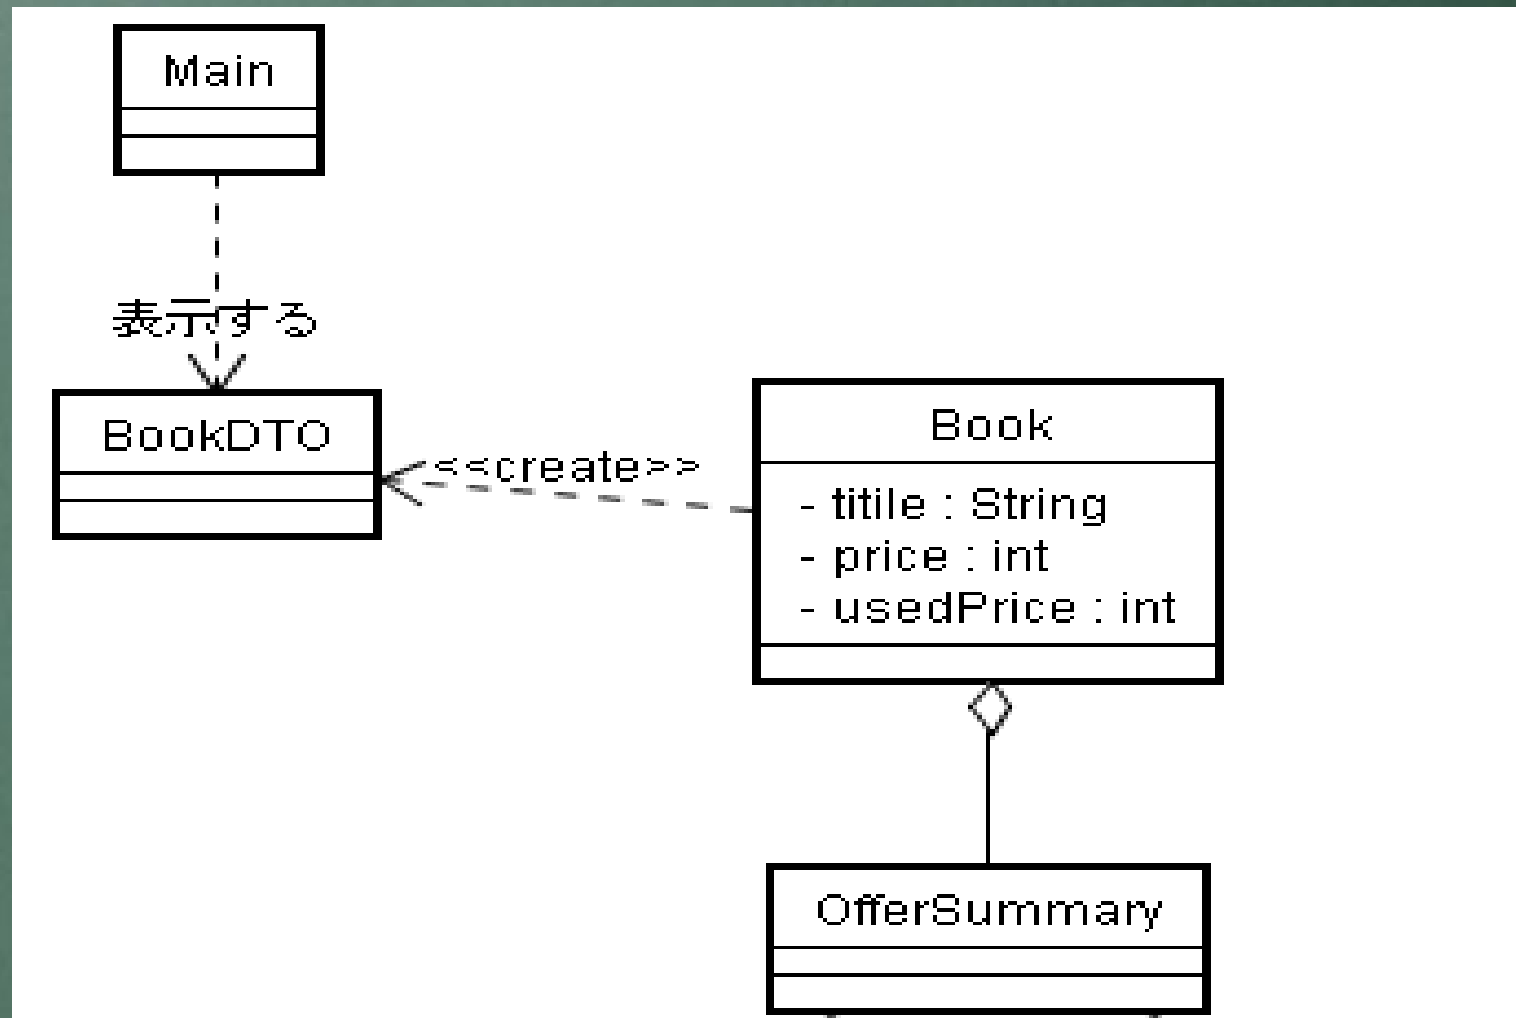 Main
表示する
BookDTO
<<create>>
Book
- titile : String
- price : int
- usedPrice : int
OfferSummary